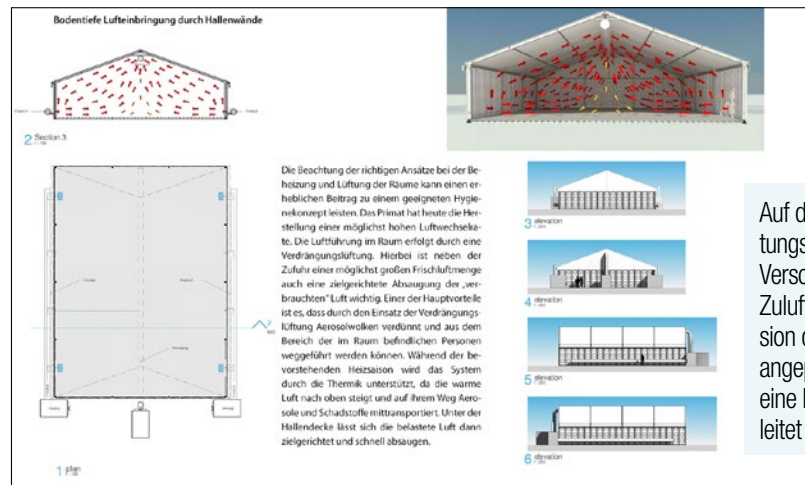 Bodentiefe Lufteinbringung durch Hallenwände
2 Section 3
Die Beachtung der richtigen Ansätze bei der Be-
heizung und Lüftung der Räume kann einen er-
heblichen Beitrag zu einem geeigneten Hygie-
nekonzept leisten. Das Primat hat heute die Her-
stellung einer möglichst hohen Luftwechselra-
te. Die Luftführung im Raum erfolgt durch eine
Verdrängungslüftung. Hierbei ist neben der
Zufuhr einer möglichst großen Frischluftmenge
auch eine zielgerichtete Absaugung der „ver-
brauchten“ Luft wichtig. Einer der Hauptvorteile
ist es, dass durch den Einsatz der Verdrängungs-
lüftung Aerosolwolken verdünnt und aus dem
Bereich der im Raum befindlichen Personen
weggeführt werden können. Während der be-
vorstehenden Heizsaison wird das System
durch die Thermik unterstützt, da die warme
Luft nach oben steigt und auf ihrem Weg Aero-
sole und Schadstoffe mittransportiert. Unter der
Hallendecke lässt sich die belastete Luft dann
zielgerichtet und schnell absaugen.
1 plan
3 elevation
4 elevation
5 elevation
6 elevation
Auf d
tungs
Versc
Zuluf
sion d
angep
eine
leitet